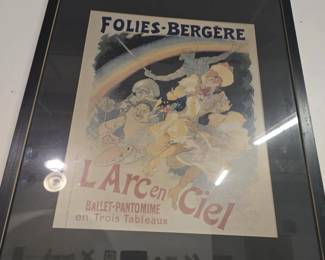 FOLIES-BERGÈRE
L'ARC en Ciel
BALLET-PANTOMIME
en Trois Tableaux